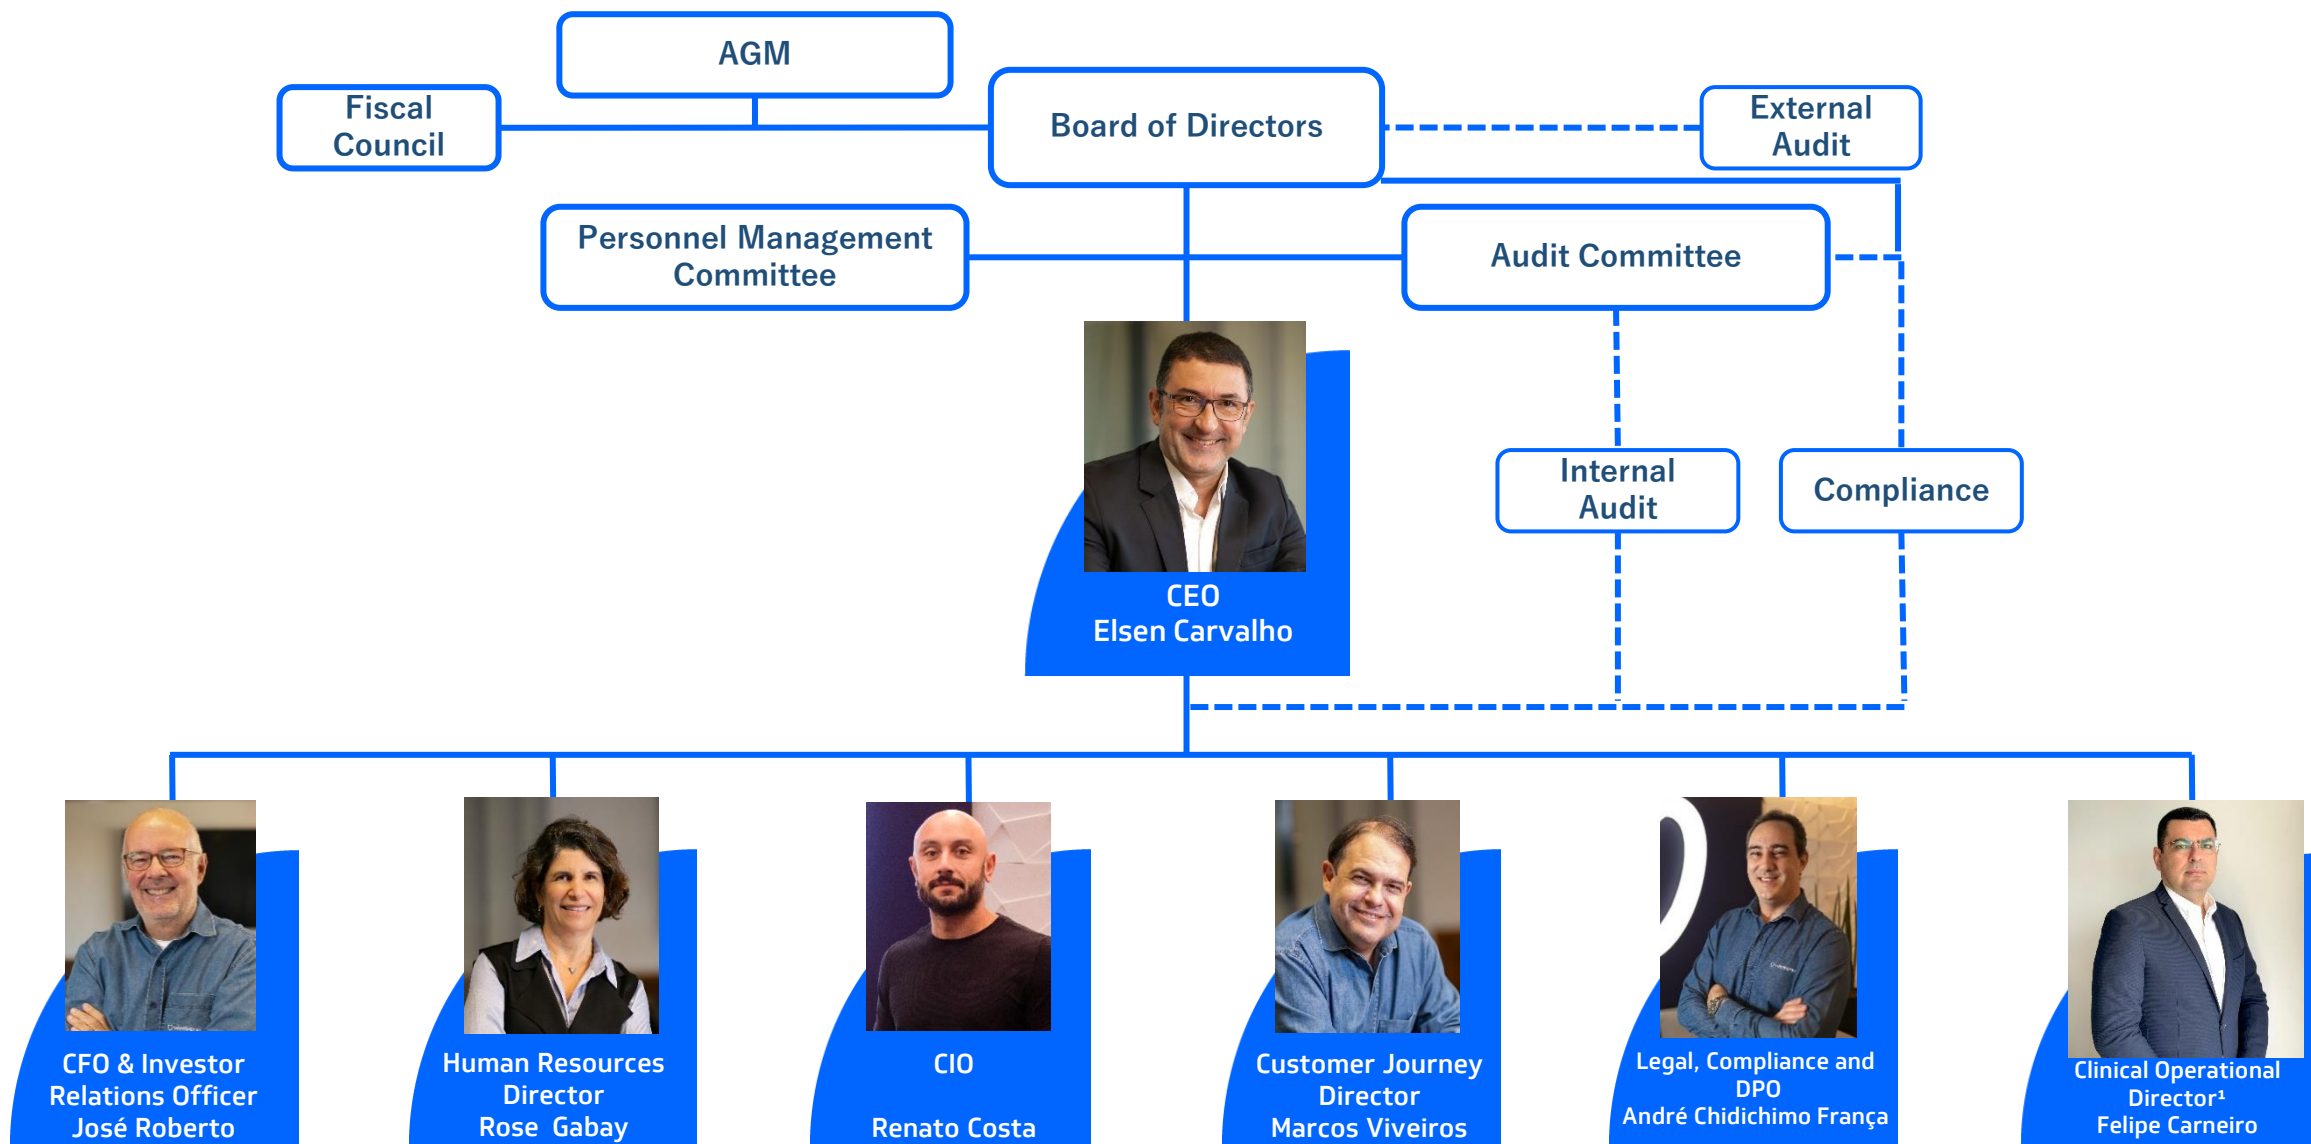 AGM
Fiscal
Council
Board of Directors
External
Audit
Personnel Management
Committee
Audit Committee
Internal
Audit
Compliance
CEO
Elsen Carvalho
CFO & Investor
Relations Officer
José Roberto
Human Resources
Director
Rose Gabay
CIO
Renato Costa
Customer Journey
Director
Marcos Viveiros
Legal, Compliance and
DPO
André Chidichimo França
Clinical Operational
Director¹
Felipe Carneiro